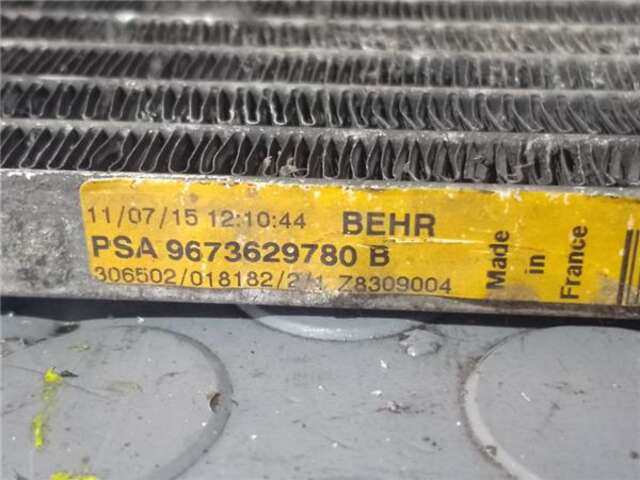 11/07/15 12:10:44 BEHR
PSA 9673629780 B
306502/018182/2/1 Z8309004
Made
in
France